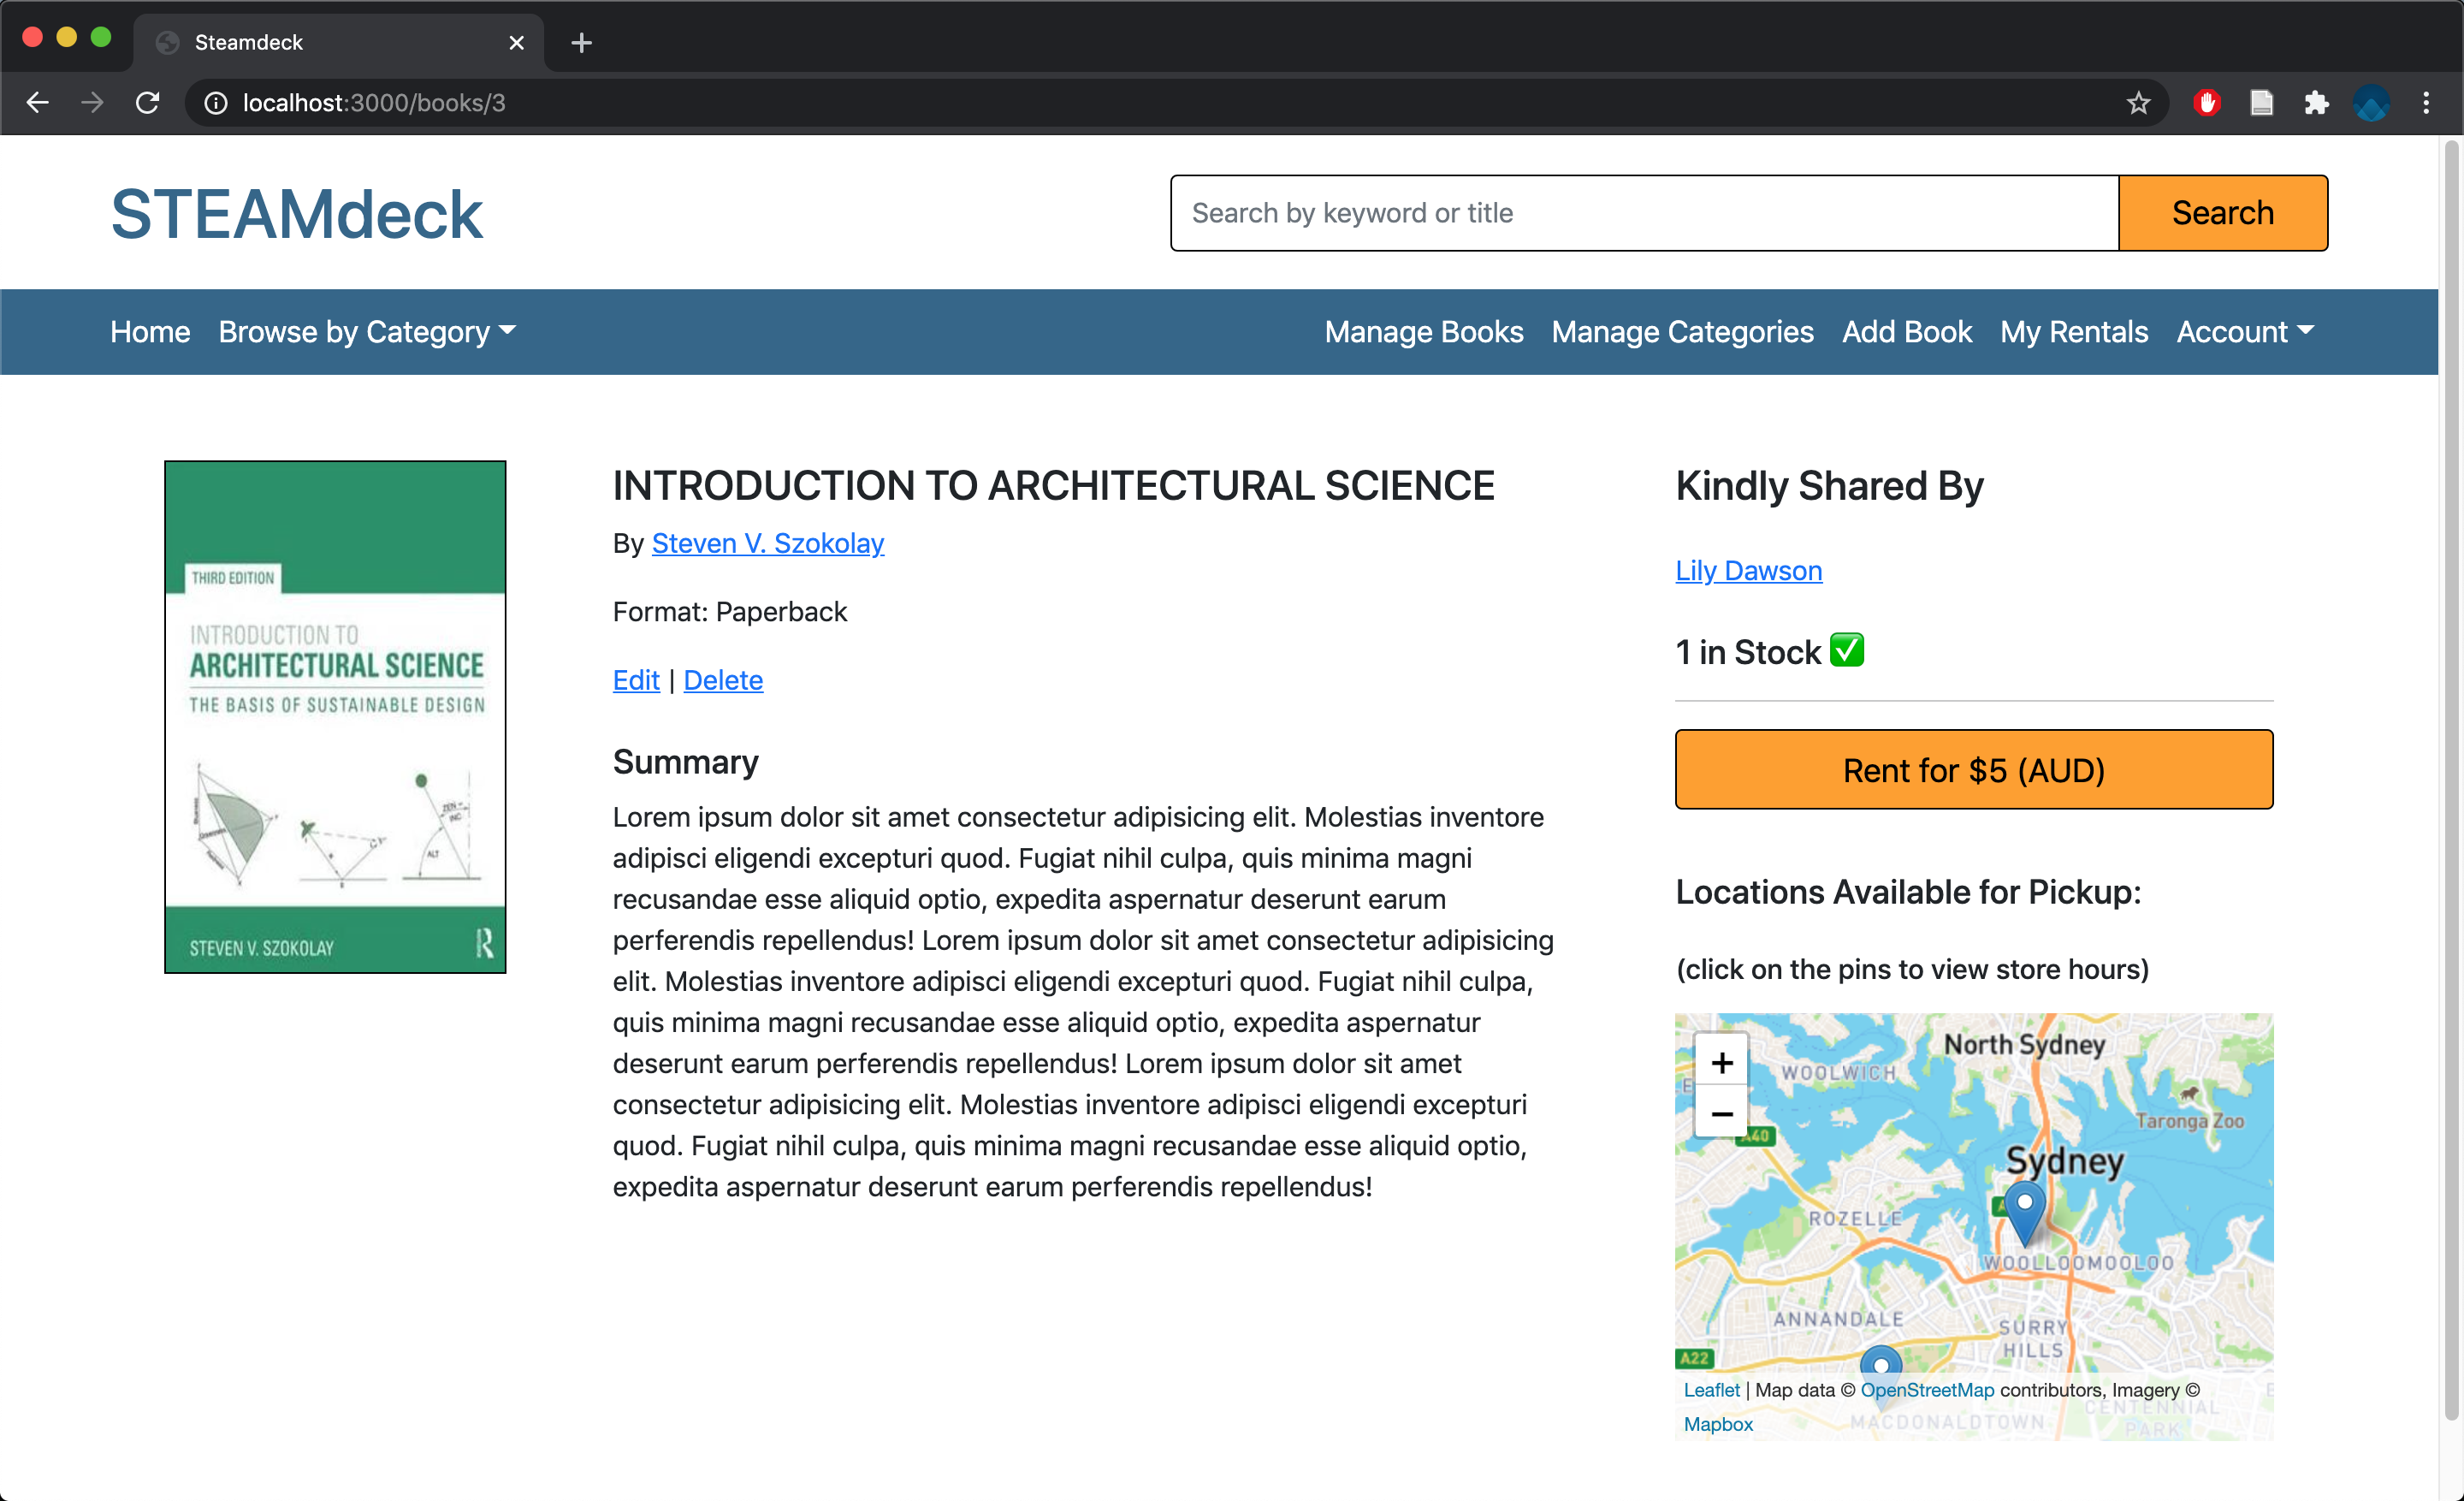 Steamdeck
localhost:3000/books/3
STEAMdeck
Search by keyword or title
Search
Home Browse by Category
Manage Books Manage Categories Add Book My Rentals Account
THIRD EDITION
INTRODUCTION TO
ARCHITECTURAL SCIENCE
THE BASIS OF SUSTAINABLE DESIGN
ALT
STEVEN V. SZOKOLAY
R
INTRODUCTION TO ARCHITECTURAL SCIENCE
By Steven V. Szokolay
Format: Paperback
Edit | Delete
Summary
Lorem ipsum dolor sit amet consectetur adipisicing elit. Molestias inventore
adipisci eligendi excepturi quod. Fugiat nihil culpa, quis minima magni
recusandae esse aliquid optio, expedita aspernatur deserunt earum
perferendis repellendus! Lorem ipsum dolor sit amet consectetur adipisicing
elit. Molestias inventore adipisci eligendi excepturi quod. Fugiat nihil culpa,
quis minima magni recusandae esse aliquid optio, expedita aspernatur
deserunt earum perferendis repellendus! Lorem ipsum dolor sit amet
consectetur adipisicing elit. Molestias inventore adipisci eligendi excepturi
quod. Fugiat nihil culpa, quis minima magni recusandae esse aliquid optio,
expedita aspernatur deserunt earum perferendis repellendus!
Kindly Shared By
Lily Dawson
1 in Stock ✅
Rent for $5 (AUD)
Locations Available for Pickup:
(click on the pins to view store hours)
+
−
North Sydney
WOOLWICH
Taronga Zoo
A40
Sydney
ROZELLE
WOOLLOOMOOLOO
ANNANDALE
SURRY
HILLS
A22
Leaflet | Map data © OpenStreetMap contributors, Imagery ©
Mapbox
CENTENNIAL
PARK
MACDONALDTOWN